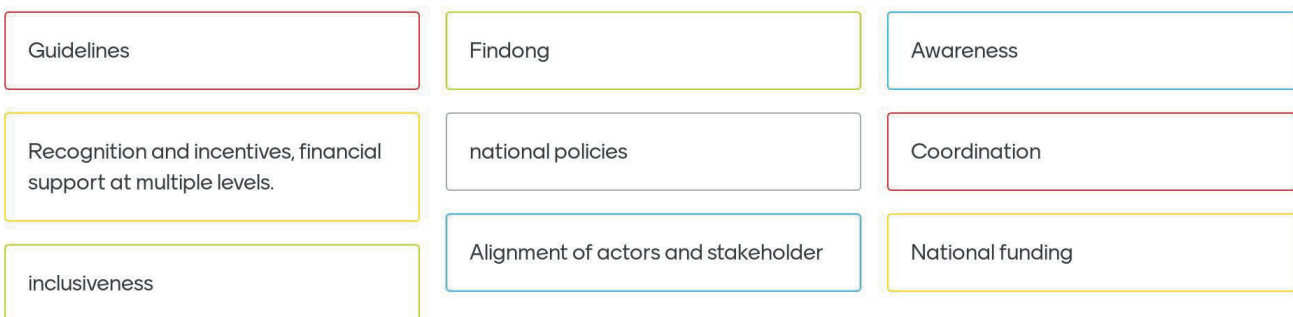 Guidelines
Findong
Awareness
Recognition and incentives, financial
support at multiple levels.
national policies
Coordination
inclusiveness
Alignment of actors and stakeholder
National funding